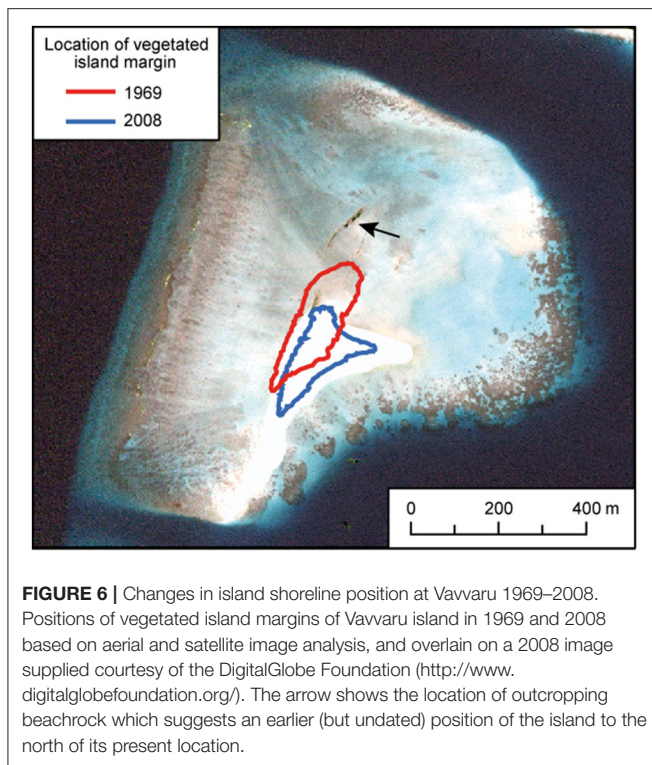 Location of vegetated
island margin
1969
2008
0 200 400 m
FIGURE 6 | Changes in island shoreline position at Vavvaru 1969–2008.
Positions of vegetated island margins of Vavvaru island in 1969 and 2008
based on aerial and satellite image analysis, and overlain on a 2008 image
supplied courtesy of the DigitalGlobe Foundation (http://www.
digitalglobefoundation.org/). The arrow shows the location of outcropping
beachrock which suggests an earlier (but undated) position of the island to the
north of its present location.